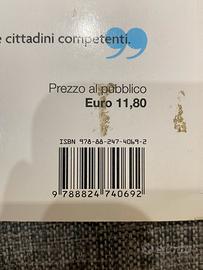 e cittadini competenti.
Prezzo al pubblico
Euro 11,80
ISBN 978-88-247-4069-2
9 788824 740692